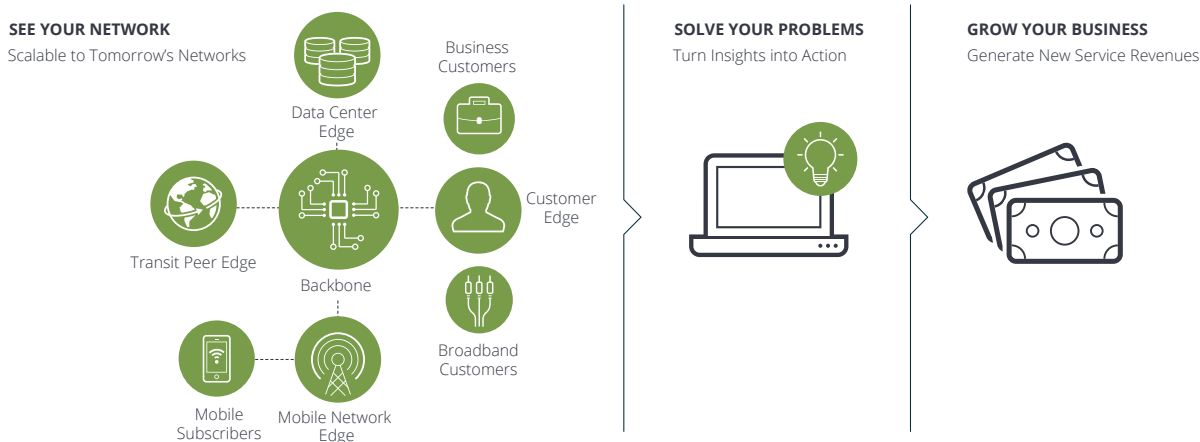 SEE YOUR NETWORK
Scalable to Tomorrow’s Networks
Data Center
Edge
Business
Customers
Transit Peer Edge
Backbone
Customer
Edge
Broadband
Customers
Mobile
Subscribers
Mobile Network
Edge
SOLVE YOUR PROBLEMS
Turn Insights into Action
GROW YOUR BUSINESS
Generate New Service Revenues